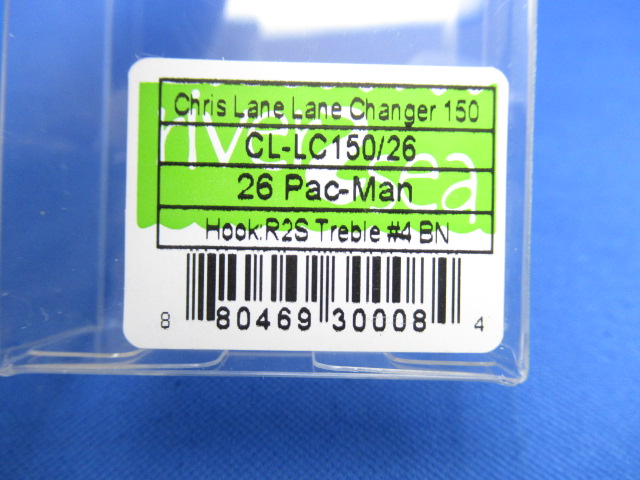 Chris Lane Lane Changer 150
river2sea
CL-LC150/26
26 Pac-Man
Hook:R2S Treble #4 BN
8 80469 30008 4